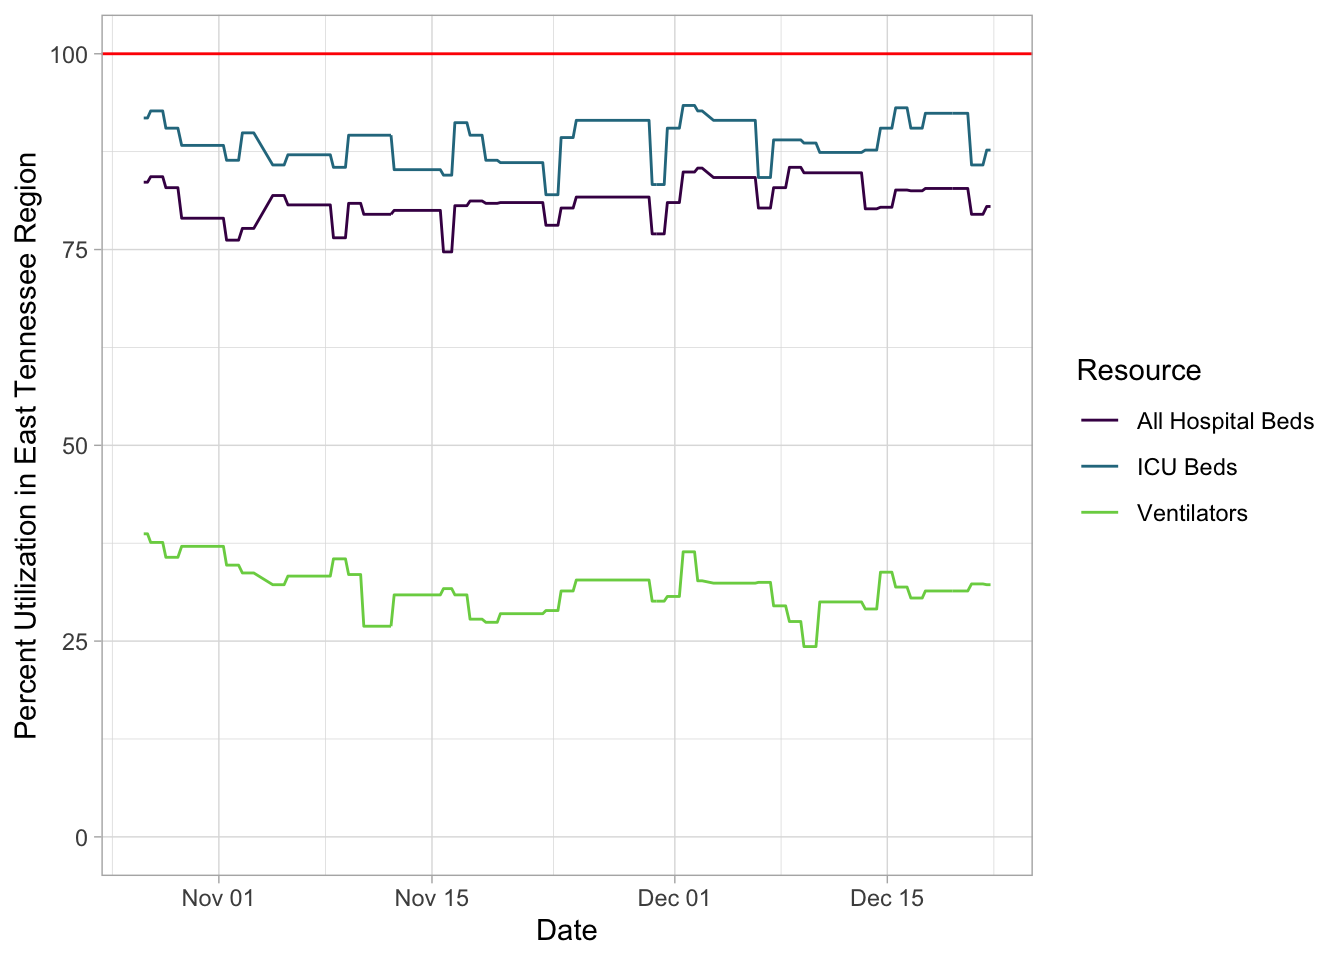 Percent Utilization in East Tennessee Region
100
75
50
25
0
Nov 01
Nov 15
Dec 01
Dec 15
Date
Resource
All Hospital Beds
ICU Beds
Ventilators